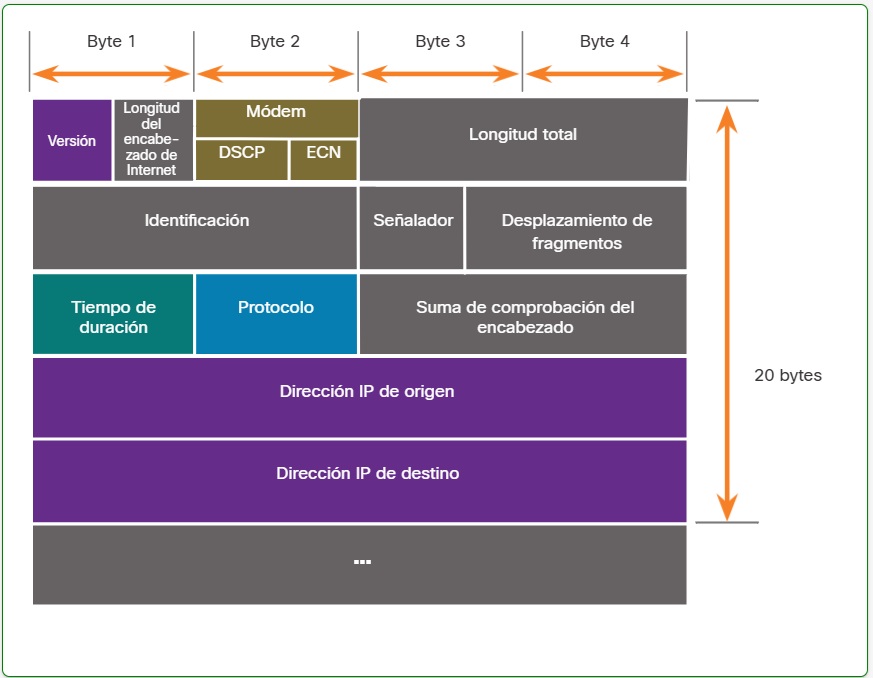 Byte 1
Byte 2
Byte 3
Byte 4
Versión
Longitud
del
encabe-
zado de
Internet
Módem
DSCP
ECN
Longitud total
Identificación
Señalador
Desplazamiento de
fragmentos
Tiempo de
duración
Protocolo
Suma de comprobación del
encabezado
Dirección IP de origen
20 bytes
Dirección IP de destino
...